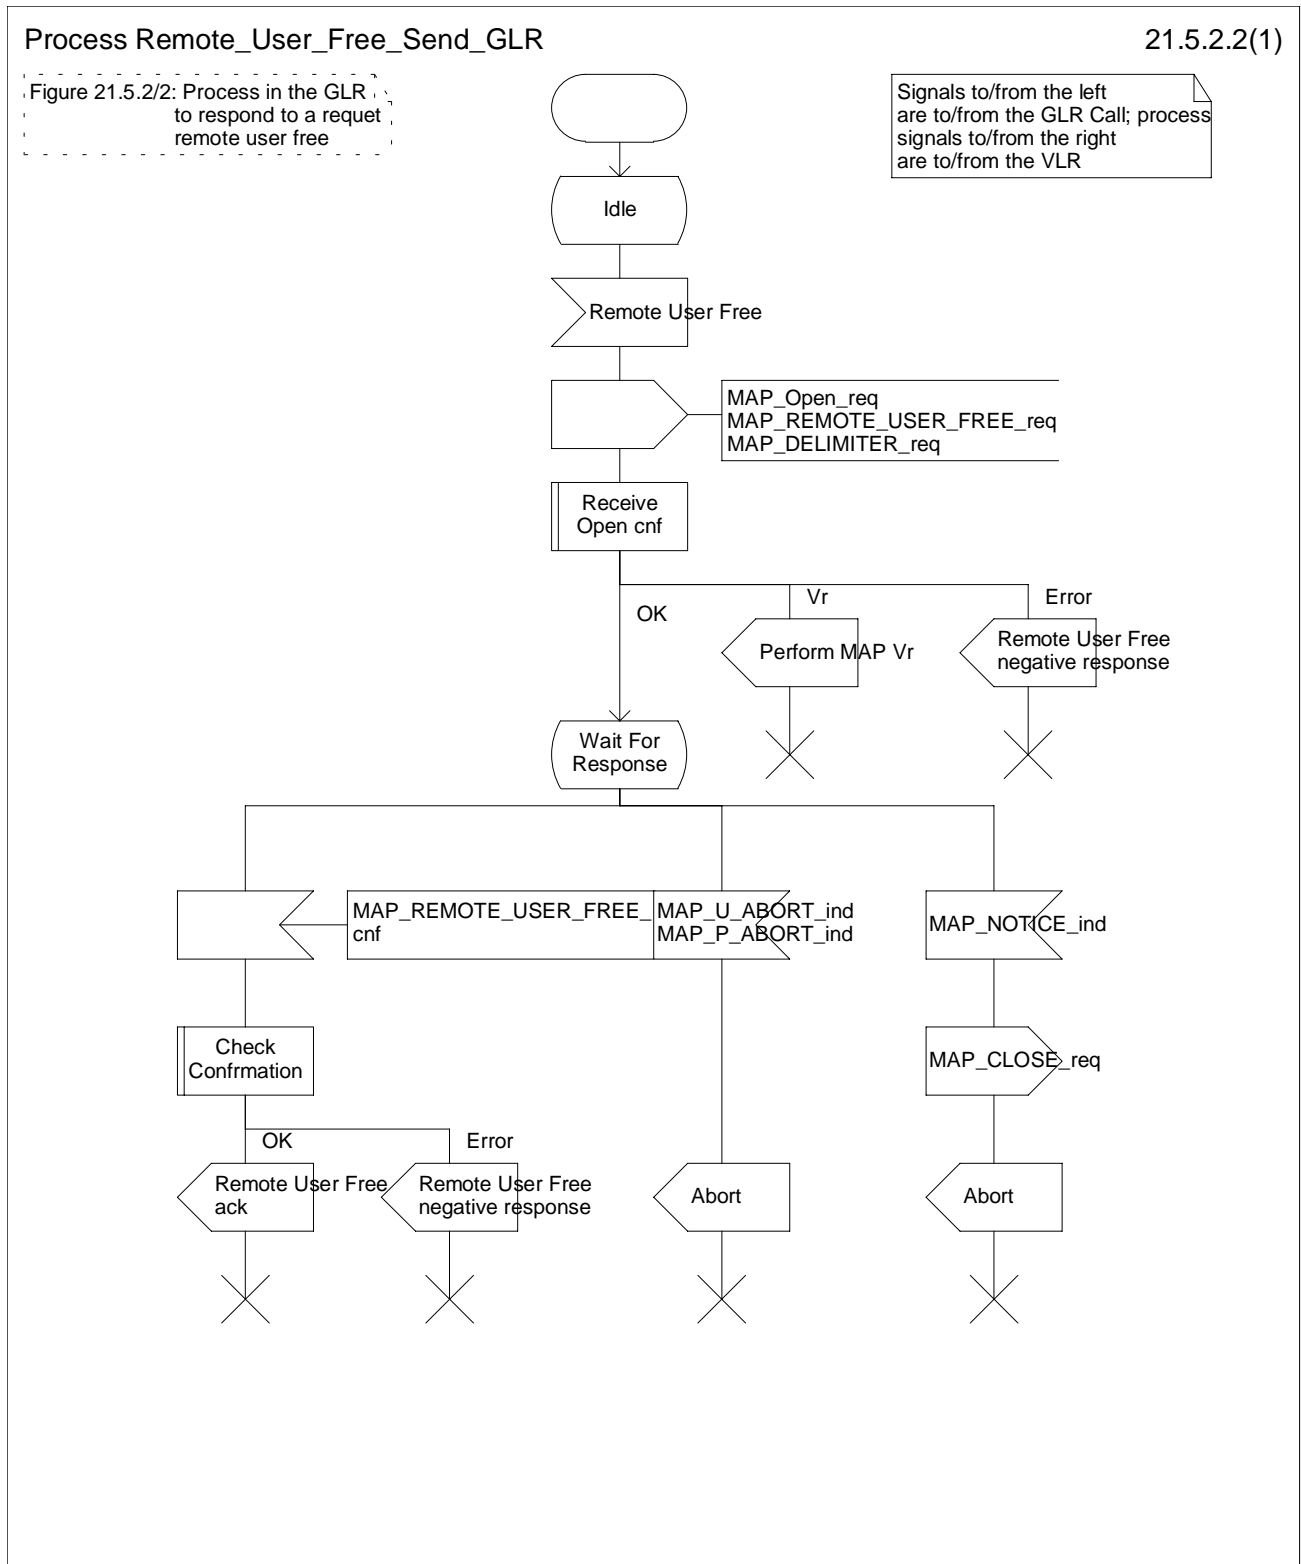 Process Remote_User_Free_Send_GLR
21.5.2.2(1)
Figure 21.5.2/2: Process in the GLR
to respond to a requet
remote user free
Signals to/from the left
are to/from the GLR Call; process
signals to/from the right
are to/from the VLR
Idle
Remote User Free
MAP_Open_req
MAP_REMOTE_USER_FREE_req
MAP_DELIMITER_req
Receive
Open cnf
OK
Vr
Error
Perform MAP Vr
Remote User Free
negative response
Wait For
Response
MAP_REMOTE_USER_FREE_
cnf
MAP_U_ABORT_ind
MAP_P_ABORT_ind
MAP_NOTICE_ind
Check
Confrmation
MAP_CLOSE_req
OK
Error
Remote User Free
ack
Remote User Free
negative response
Abort
Abort